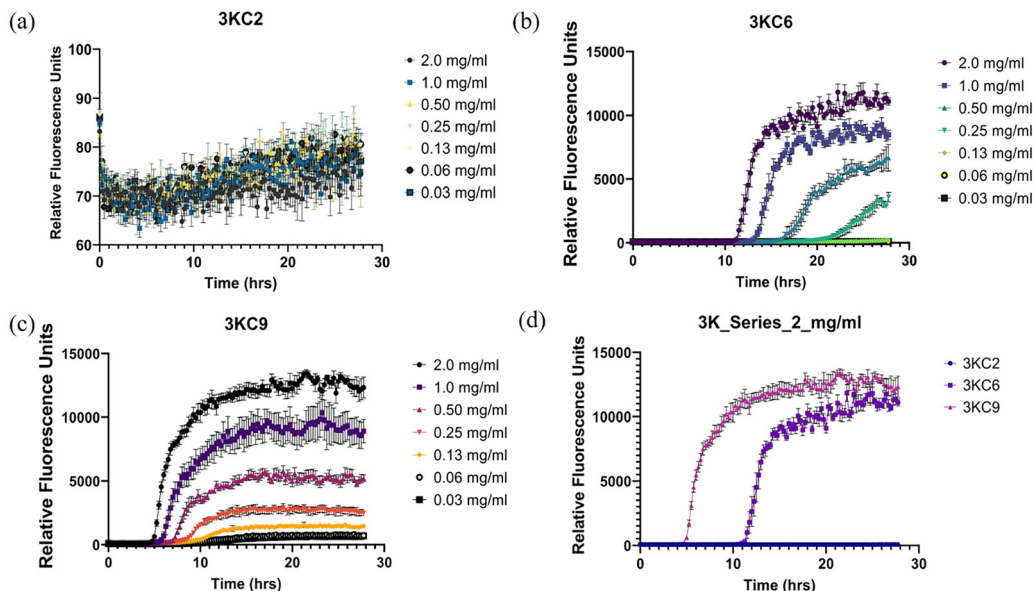 (a)
3KC2
Relative Fluorescence Units
100
90
80
70
60
0
10
20
30
Time (hrs)
2.0 mg/ml
1.0 mg/ml
0.50 mg/ml
0.25 mg/ml
0.13 mg/ml
0.06 mg/ml
0.03 mg/ml
(b)
3KC6
Relative Fluorescence Units
15000
10000
5000
0
0
10
20
30
Time (hrs)
2.0 mg/ml
1.0 mg/ml
0.50 mg/ml
0.25 mg/ml
0.13 mg/ml
0.06 mg/ml
0.03 mg/ml
(c)
3KC9
Relative Fluorescence Units
15000
10000
5000
0
0
10
20
30
Time (hrs)
2.0 mg/ml
1.0 mg/ml
0.50 mg/ml
0.25 mg/ml
0.13 mg/ml
0.06 mg/ml
0.03 mg/ml
(d)
3K_Series_2_mg/ml
Relative Fluorescence Units
15000
10000
5000
0
0
10
20
30
Time (hrs)
3KC2
3KC6
3KC9